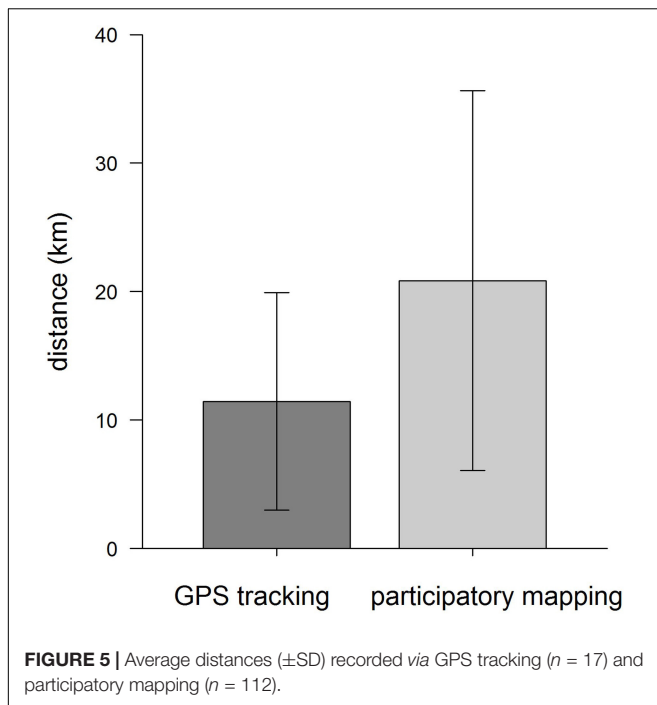 40
30
20
10
0
distance (km)
GPS tracking participatory mapping
FIGURE 5 | Average distances (±SD) recorded via GPS tracking (n = 17) and
participatory mapping (n = 112).